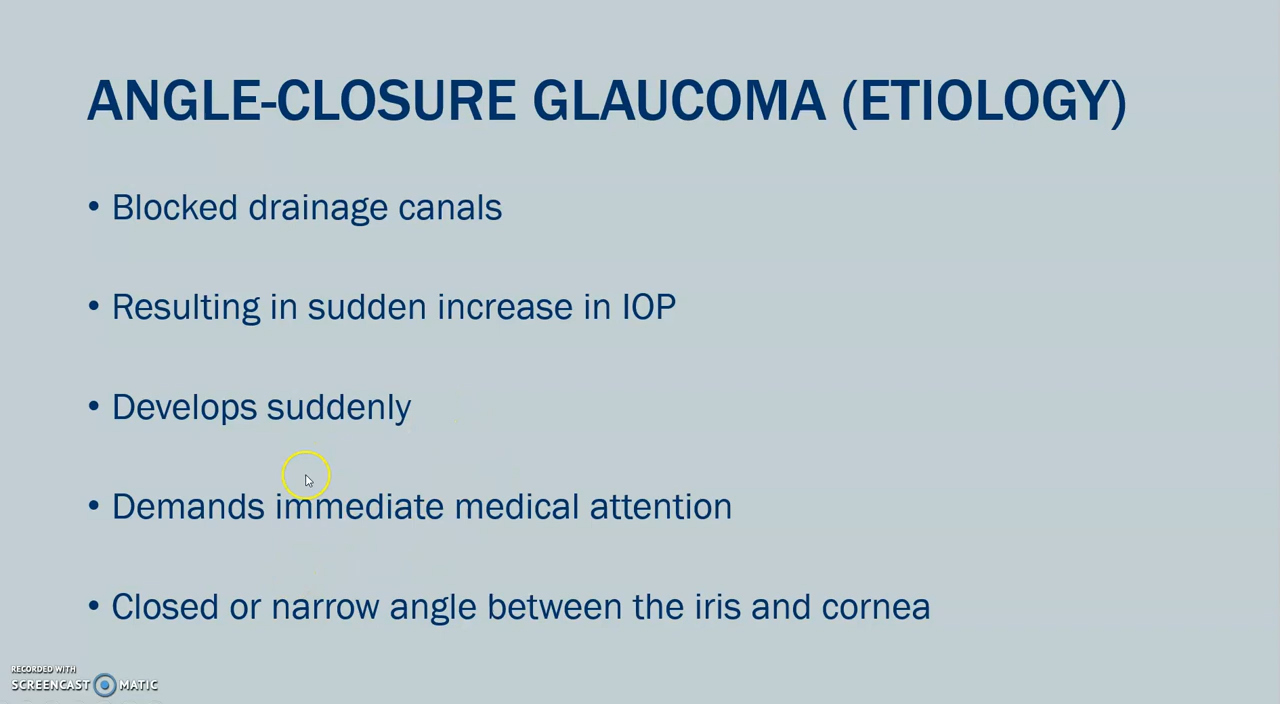 ANGLE-CLOSURE GLAUCOMA (ETIOLOGY)
• Blocked drainage canals
• Resulting in sudden increase in IOP
• Develops suddenly
• Demands immediate medical attention
• Closed or narrow angle between the iris and cornea
RECORDED WITH
SCREENCAST MATIC